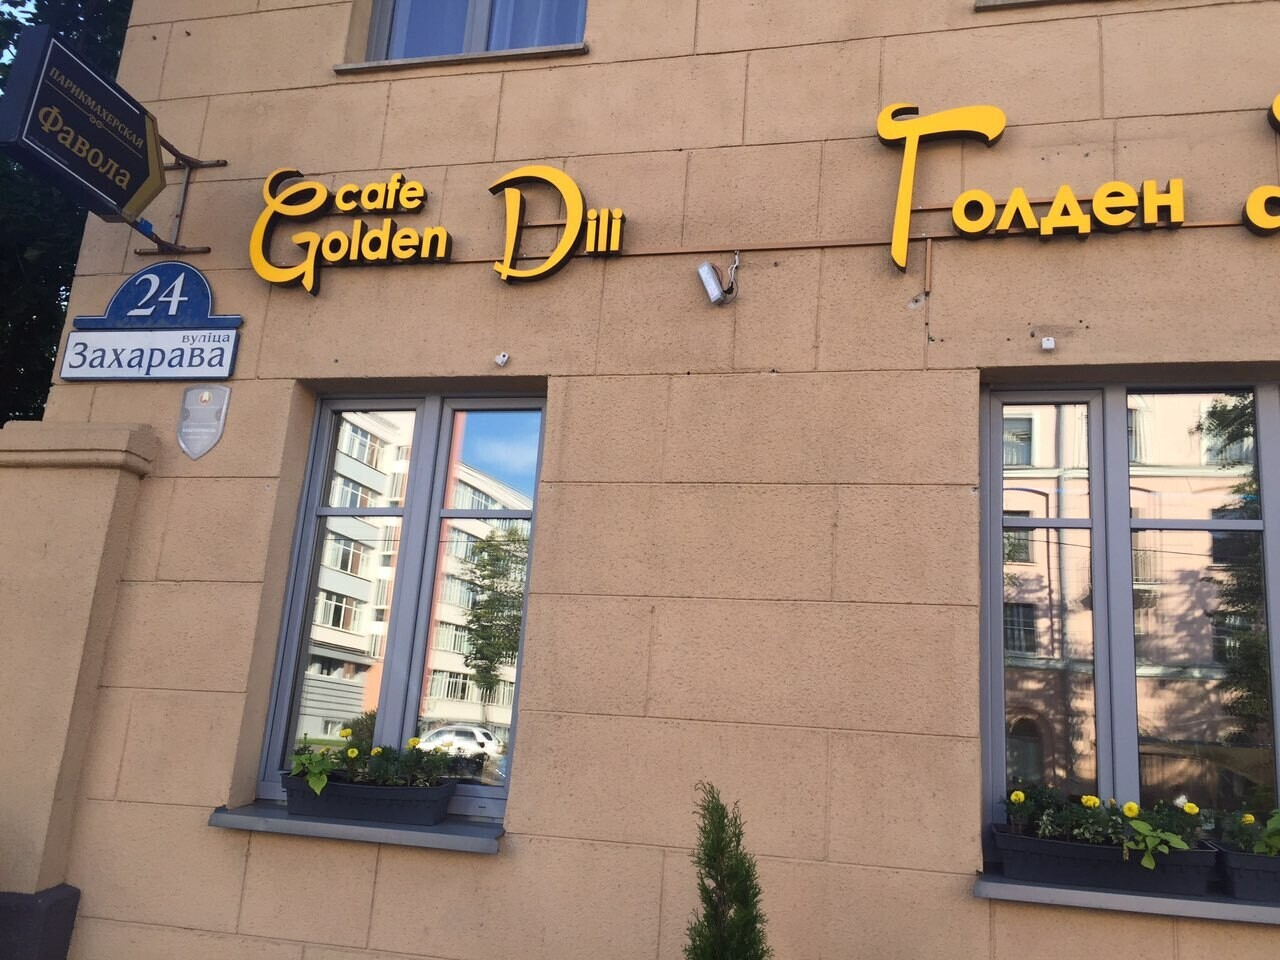 ПАРИКМАХЕРСКАЯ
Фавола
cafe
Golden Dili
Голден
24
вуліца
Захарава